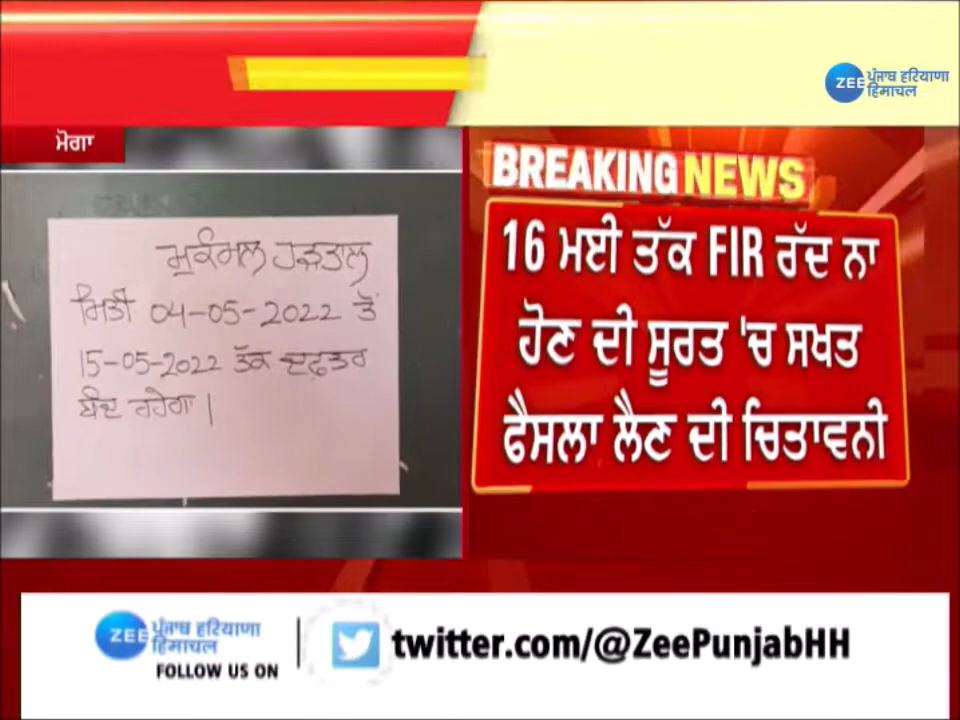 ZEE ਪੰਜਾਬ ਹਰਿਆਣਾ
ਹਿਮਾਚਲ
ਮੋਗਾ
ਮੁਕੰਮਲ ਹੜਤਾਲ
ਮਿਤੀ 04-05-2022 ਤੋਂ
15-05-2022 ਤੱਕ ਦਫ਼ਤਰ
ਬੰਦ ਰਹੇਗਾ।
BREAKING NEWS
16 ਮਈ ਤੱਕ FIR ਰੱਦ ਨਾ
ਹੋਣ ਦੀ ਸੂਰਤ 'ਚ ਸਖਤ
ਫੈਸਲਾ ਲੈਣ ਦੀ ਚਿਤਾਵਨੀ
ZEE ਪੰਜਾਬ ਹਰਿਆਣਾ
ਹਿਮਾਚਲ
FOLLOW US ON
twitter.com/@ZeePunjabHH